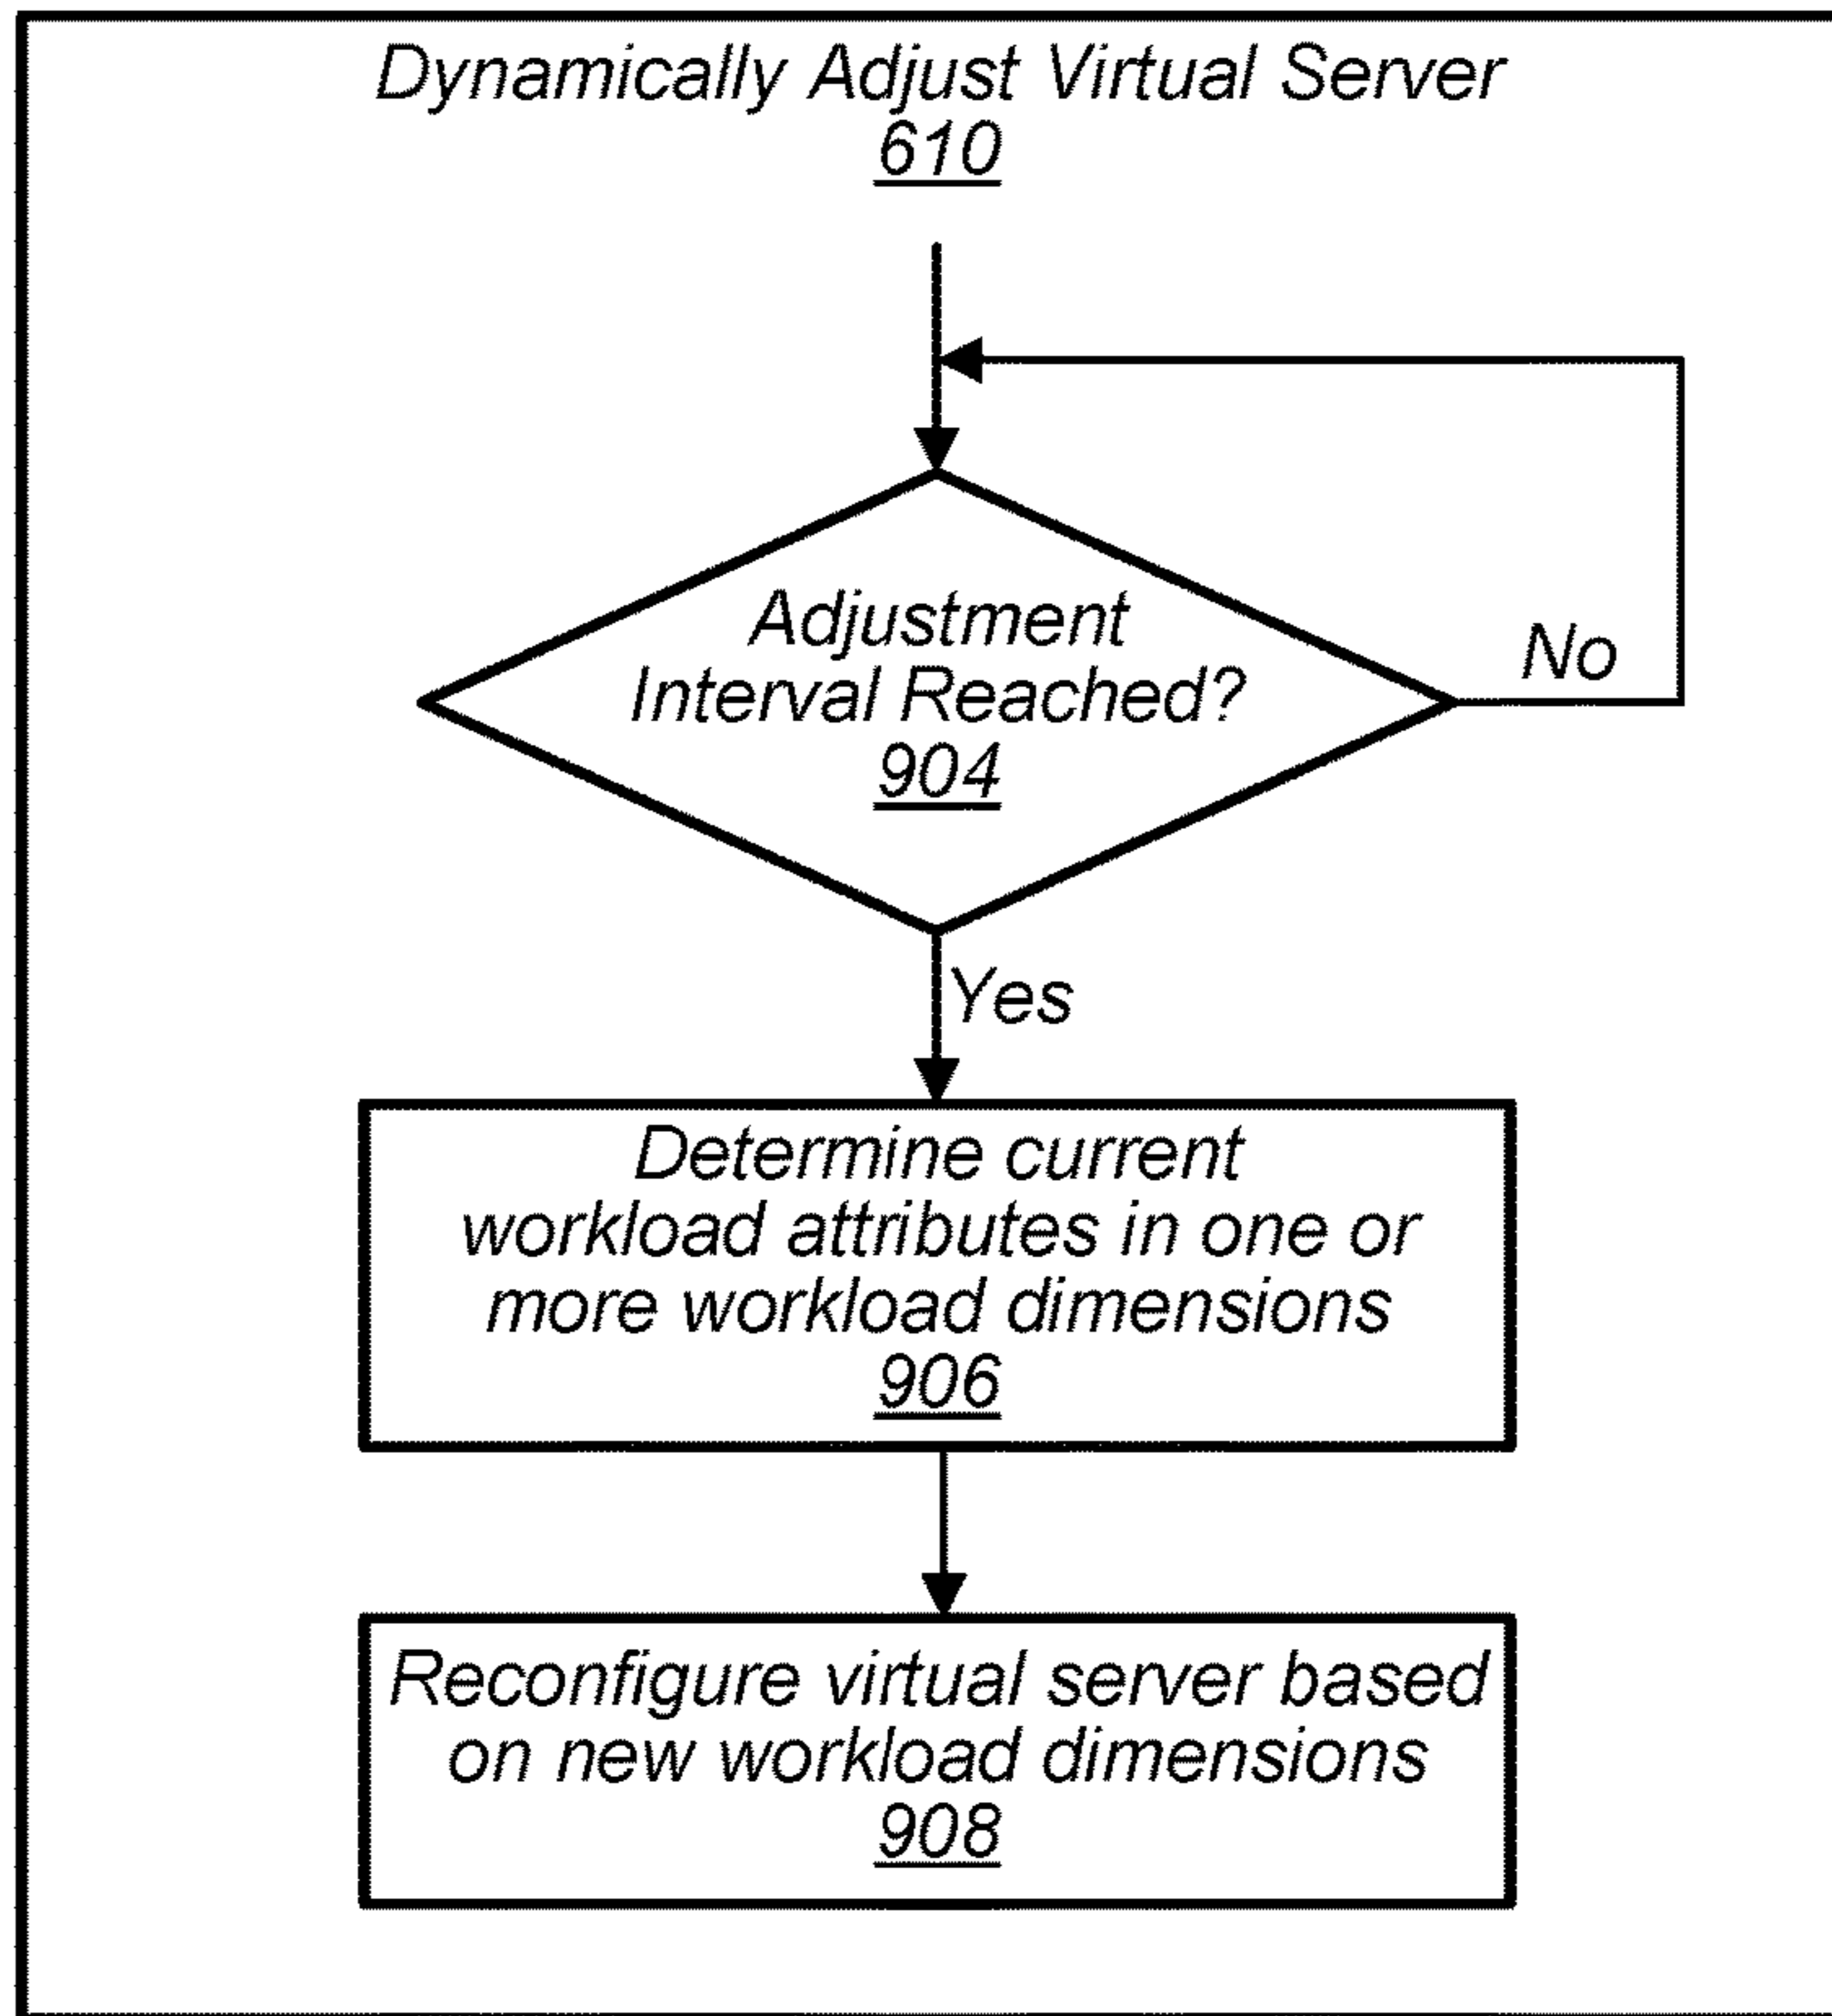 Dynamically Adjust Virtual Server
610
Adjustment
Interval Reached?
904
No
Yes
Determine current
workload attributes in one or
more workload dimensions
906
Reconfigure virtual server based
on new workload dimensions
908